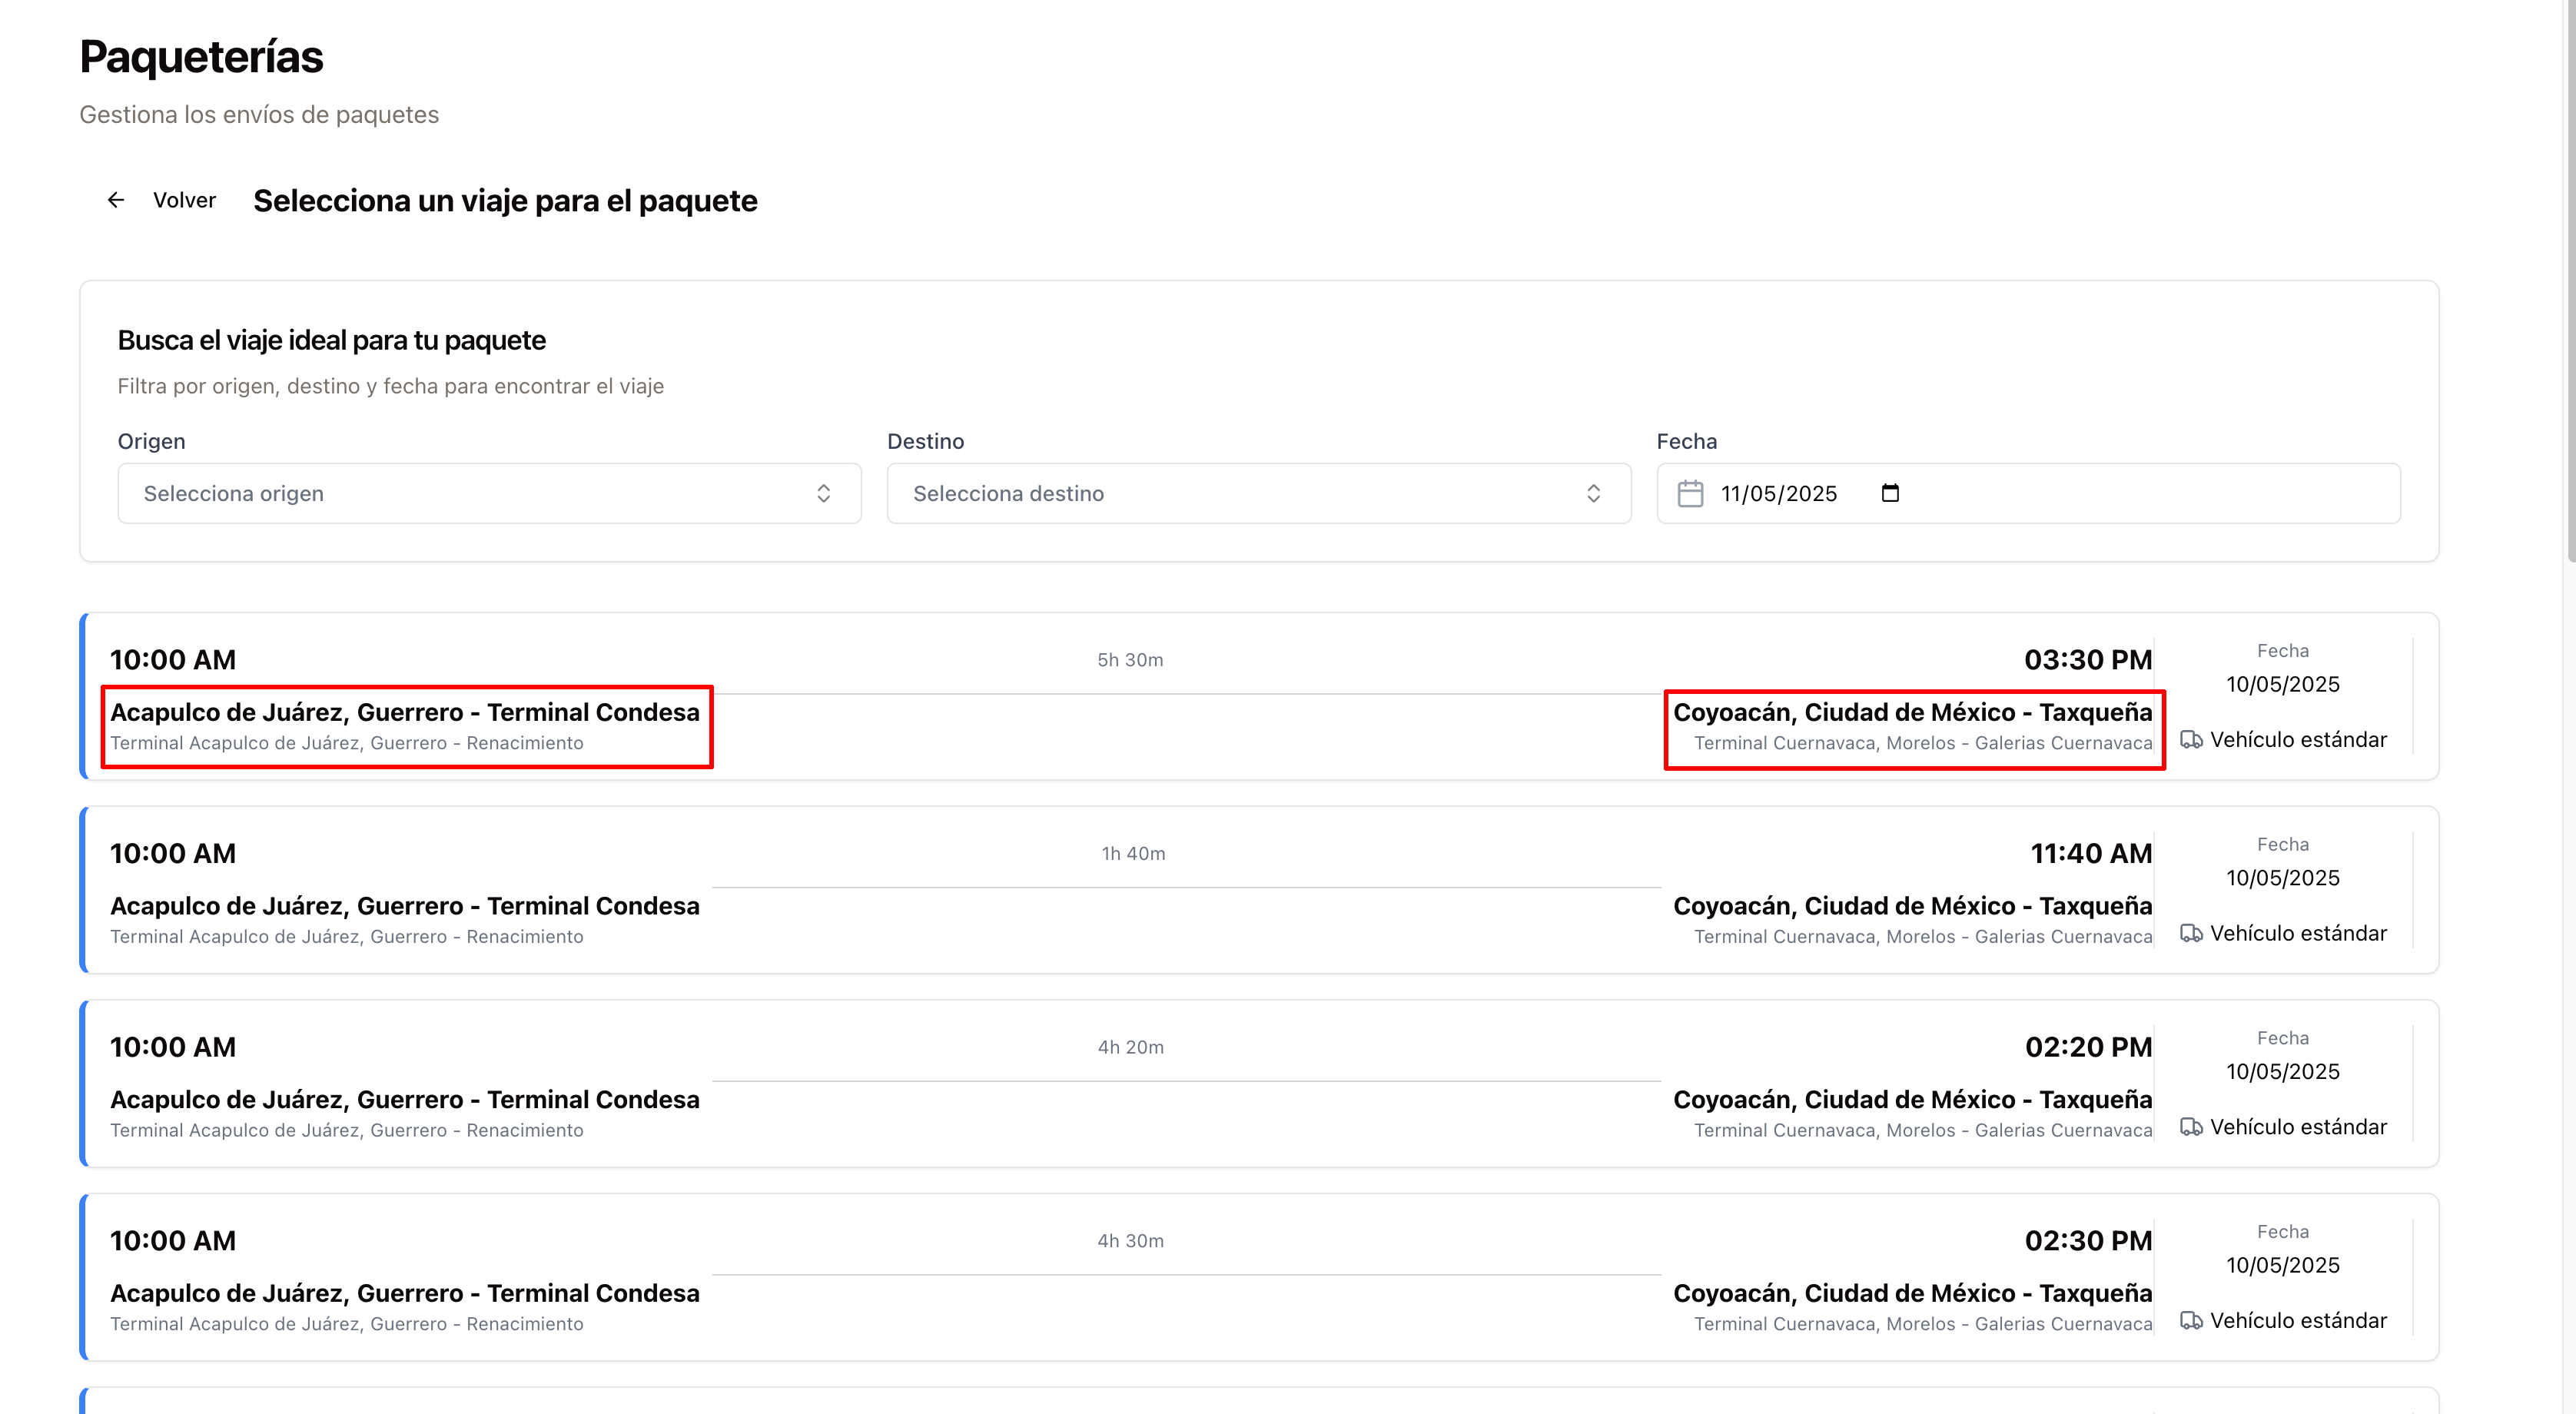 Paqueterías
Gestiona los envíos de paquetes
Volver Selecciona un viaje para el paquete
Busca el viaje ideal para tu paquete
Filtra por origen, destino y fecha para encontrar el viaje
Origen Destino Fecha
Selecciona origen Selecciona destino 11/05/2025
10:00 AM 5h 30m 03:30 PM Fecha
10/05/2025
Acapulco de Juárez, Guerrero - Terminal Condesa Coyoacán, Ciudad de México - Taxqueña
Terminal Acapulco de Juárez, Guerrero - Renacimiento Terminal Cuernavaca, Morelos - Galerias Cuernavaca Vehículo estándar
10:00 AM 1h 40m 11:40 AM Fecha
10/05/2025
Acapulco de Juárez, Guerrero - Terminal Condesa Coyoacán, Ciudad de México - Taxqueña
Terminal Acapulco de Juárez, Guerrero - Renacimiento Terminal Cuernavaca, Morelos - Galerias Cuernavaca Vehículo estándar
10:00 AM 4h 20m 02:20 PM Fecha
10/05/2025
Acapulco de Juárez, Guerrero - Terminal Condesa Coyoacán, Ciudad de México - Taxqueña
Terminal Acapulco de Juárez, Guerrero - Renacimiento Terminal Cuernavaca, Morelos - Galerias Cuernavaca Vehículo estándar
10:00 AM 4h 30m 02:30 PM Fecha
10/05/2025
Acapulco de Juárez, Guerrero - Terminal Condesa Coyoacán, Ciudad de México - Taxqueña
Terminal Acapulco de Juárez, Guerrero - Renacimiento Terminal Cuernavaca, Morelos - Galerias Cuernavaca Vehículo estándar